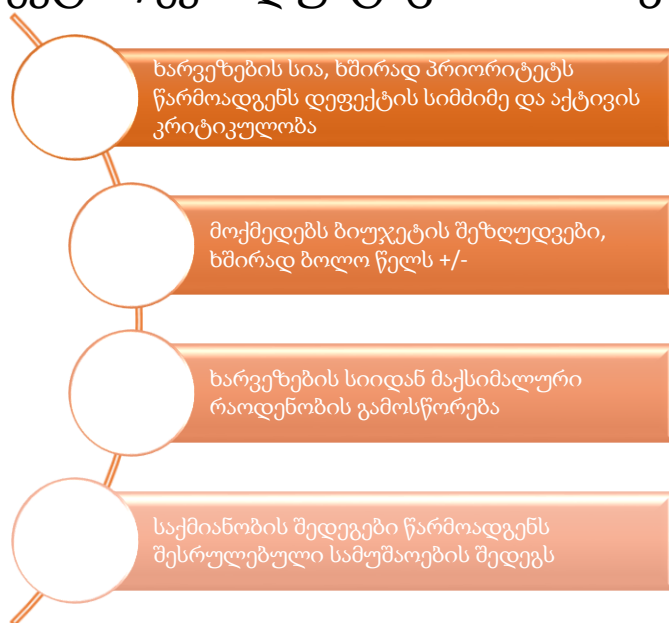 ხარვეზების სია, ხშირად პრიორიტეტს
წარმოადგენს დეფექტის სიმძიმე და აქტივის
კრიტიკულობა
მოქმედებს ბიუჯეტის შეზღუდვები,
ხშირად ბოლო წელს +/-
ხარვეზების სიიდან მაქსიმალური
რაოდენობის გამოსწორება
საქმიანობის შედეგები წარმოადგენს
შესრულებული სამუშაოების შედეგს